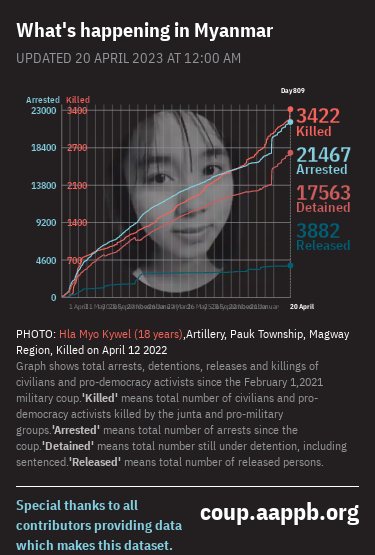 What's happening in Myanmar
UPDATED 20 APRIL 2023 AT 12:00 AM
Day809
Arrested Killed
23000 3400
3422
Killed
18400 2700
21467
Arrested
13800 2100
17563
Detained
9200 1400
3882
Released
4600 700
0
20 April
PHOTO: Hla Myo Kywel (18 years),Artillery, Pauk Township, Magway
Region, Killed on April 12 2022
Graph shows total arrests, detentions, releases and killings of
civilians and pro-democracy activists since the February 1,2021
military coup.'Killed' means total number of civilians and pro-
democracy activists killed by the junta and pro-military
groups.'Arrested' means total number of arrests since the
coup.'Detained' means total number still under detention, including
sentenced.'Released' means total number of released persons.
Special thanks to all
contributors providing data
which makes this dataset.
coup.aappb.org